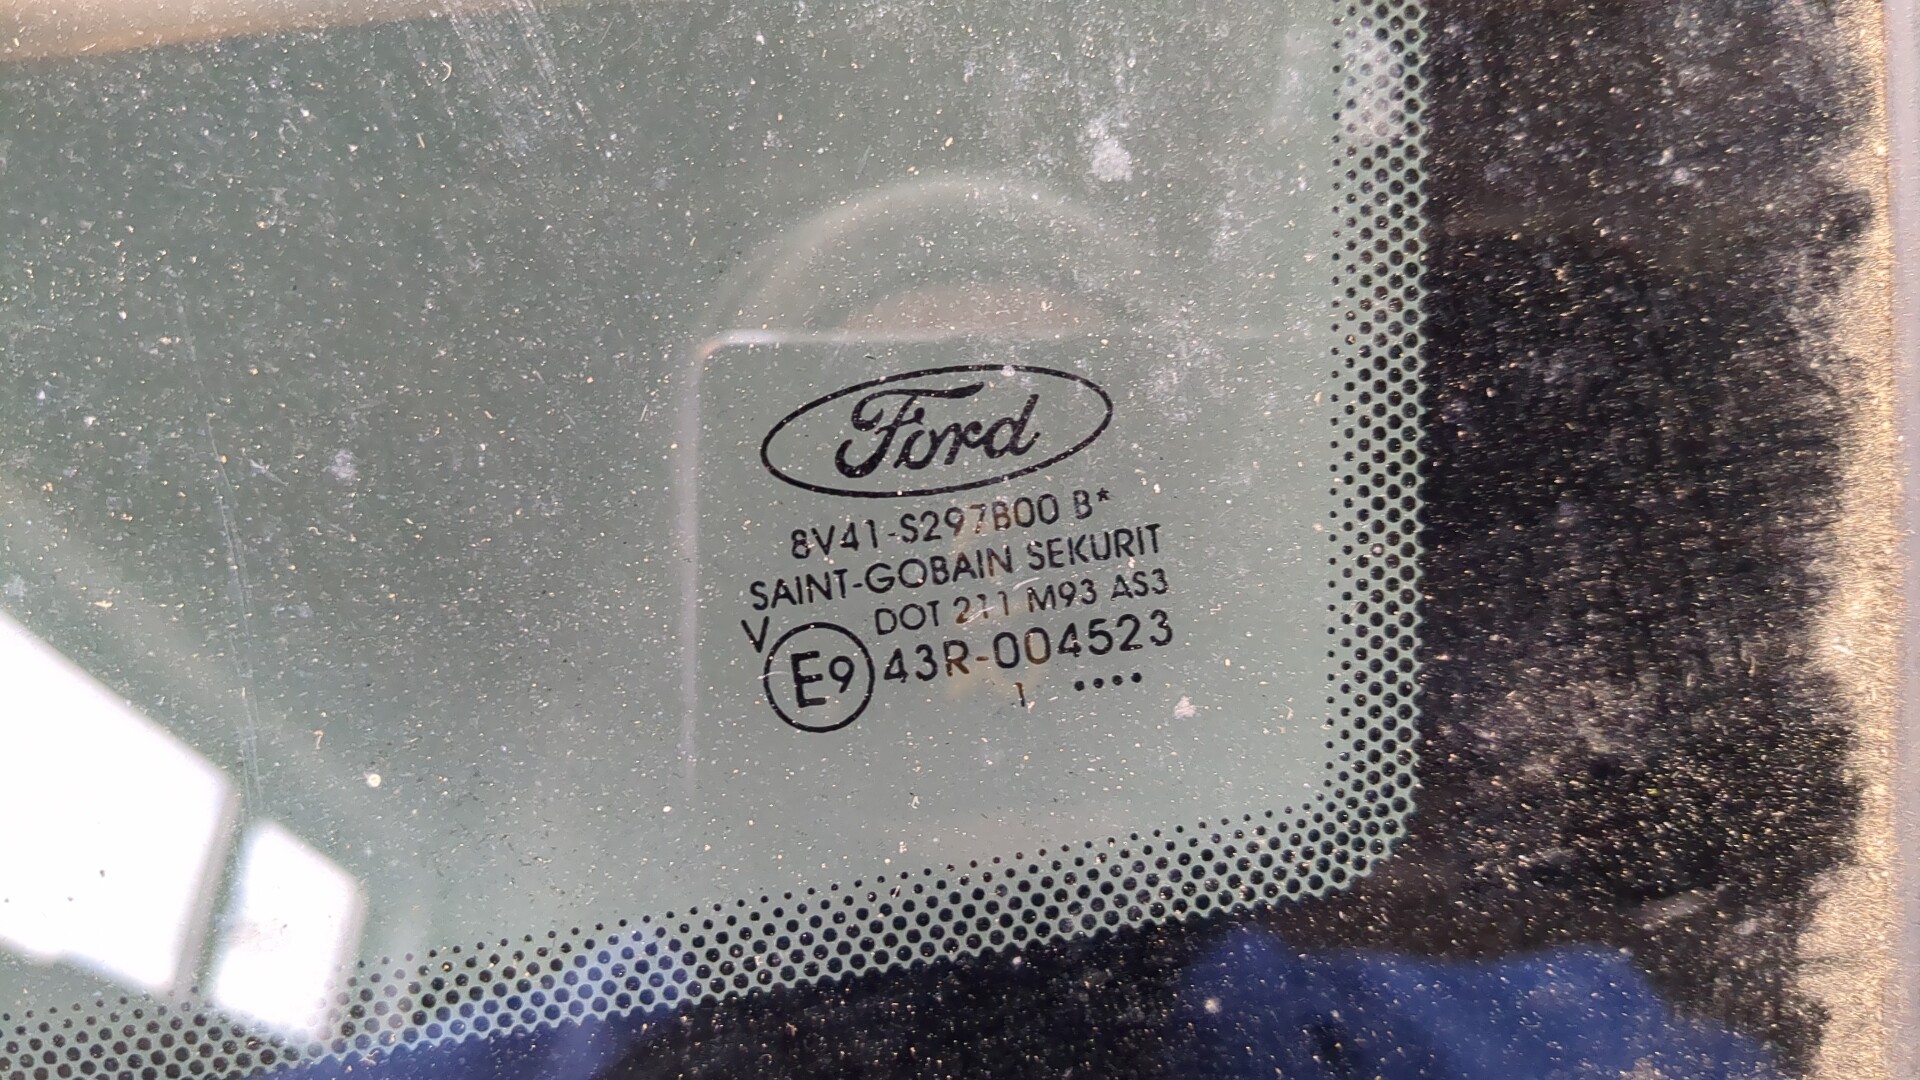 Ford
8V41-S297B00 B*
SAINT-GOBAIN SEKURIT
DOT 211 M93 AS3
V
E9 43R-004523
1 ••••